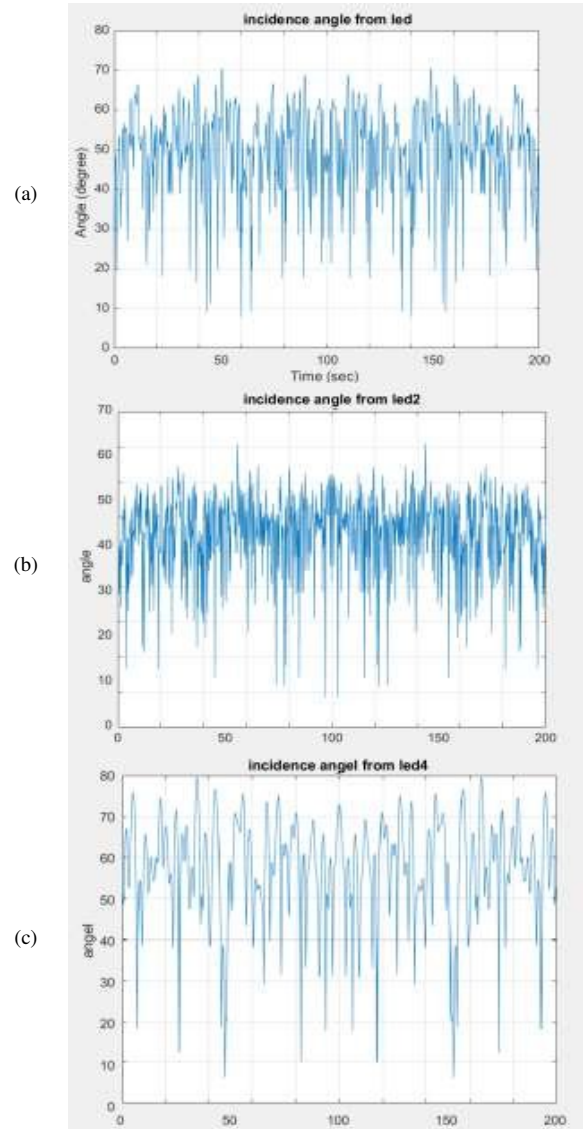 incidence angle from led
80
70
60
50
40
30
20
10
0
Angle (degree)
(a)
0 50 100 150 200
Time (sec)
incidence angle from led2
70
60
50
40
30
20
10
0
angle
(b)
0 50 100 150 200
incidence angel from led4
80
70
60
50
40
30
20
10
0
angel
(c)
0 50 100 150 200